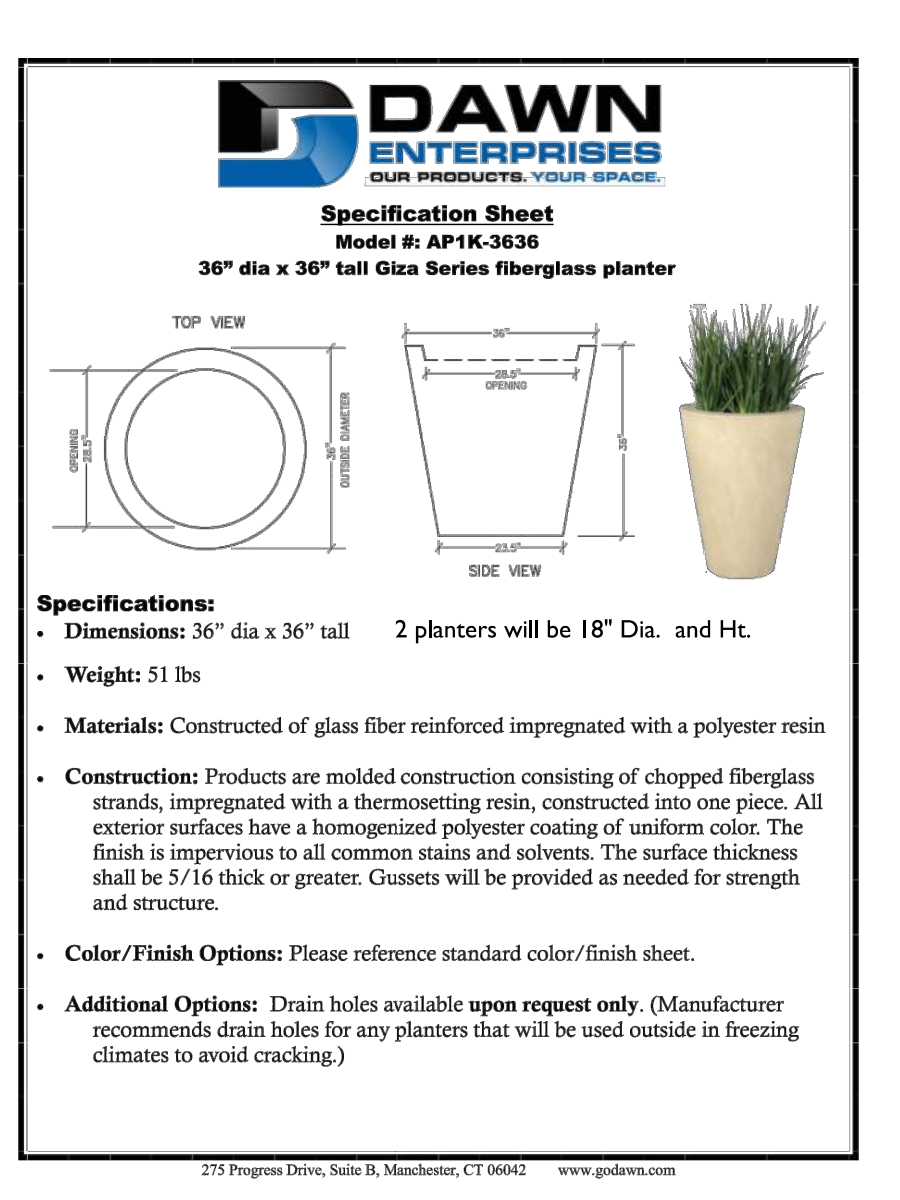 DAWN
ENTERPRISES
OUR PRODUCTS. YOUR SPACE.
Specification Sheet
Model #: AP1K-3636
36” dia x 36” tall Giza Series fiberglass planter
TOP VIEW
OPENING
28.5"
36"
OUTSIDE DIAMETER
36"
28.5"
OPENING
36"
23.5"
SIDE VIEW
Specifications:
• Dimensions: 36” dia x 36” tall
2 planters will be 18" Dia. and Ht.
• Weight: 51 lbs
• Materials: Constructed of glass fiber reinforced impregnated with a polyester resin
• Construction: Products are molded construction consisting of chopped fiberglass
strands, impregnated with a thermosetting resin, constructed into one piece. All
exterior surfaces have a homogenized polyester coating of uniform color. The
finish is impervious to all common stains and solvents. The surface thickness
shall be 5/16 thick or greater. Gussets will be provided as needed for strength
and structure.
• Color/Finish Options: Please reference standard color/finish sheet.
• Additional Options: Drain holes available upon request only. (Manufacturer
recommends drain holes for any planters that will be used outside in freezing
climates to avoid cracking.)
275 Progress Drive, Suite B, Manchester, CT 06042 www.godawn.com